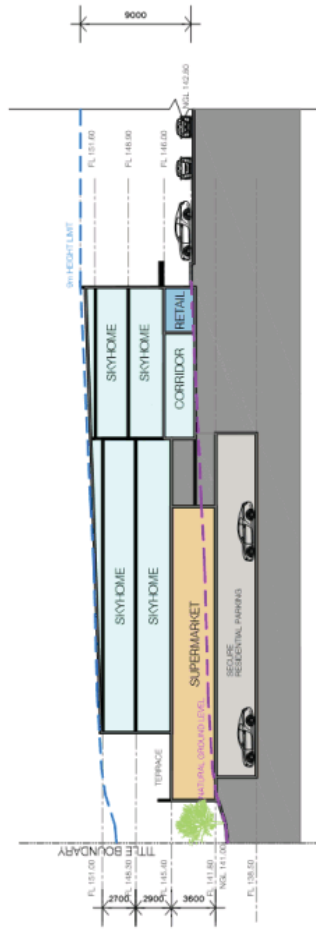 9000
FL 151.60
FL 148.90
FL 146.00
NGL 142.80
9m HEIGHT LIMIT
SKYHOME
SKYHOME
RETAIL
CORRIDOR
SKYHOME
SKYHOME
SUPERMARKET
SECURE
RESIDENTIAL PARKING
TERRACE
NATURAL GROUND LEVEL
TITLE BOUNDARY
FL 151.00
FL 148.30
FL 145.40
FL 141.80
NGL 141.00
FL 138.50
2700
2900
3600